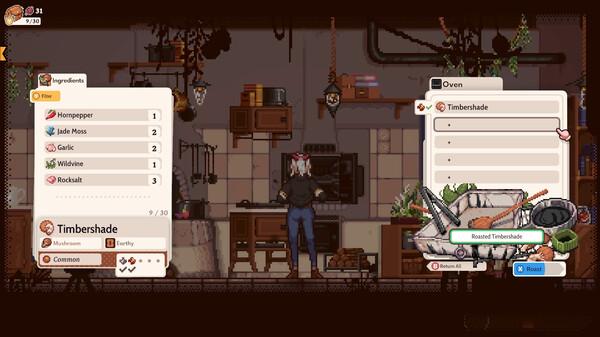 31
9/30
Ingredients
Filter
Hornpepper 1
Jade Moss 2
Garlic 2
Wildvine 1
Rocksalt 3
9 / 30
Timbershade
Mushroom Earthy
Common
Oven
Timbershade
Roasted Timbershade
Return All
Roast